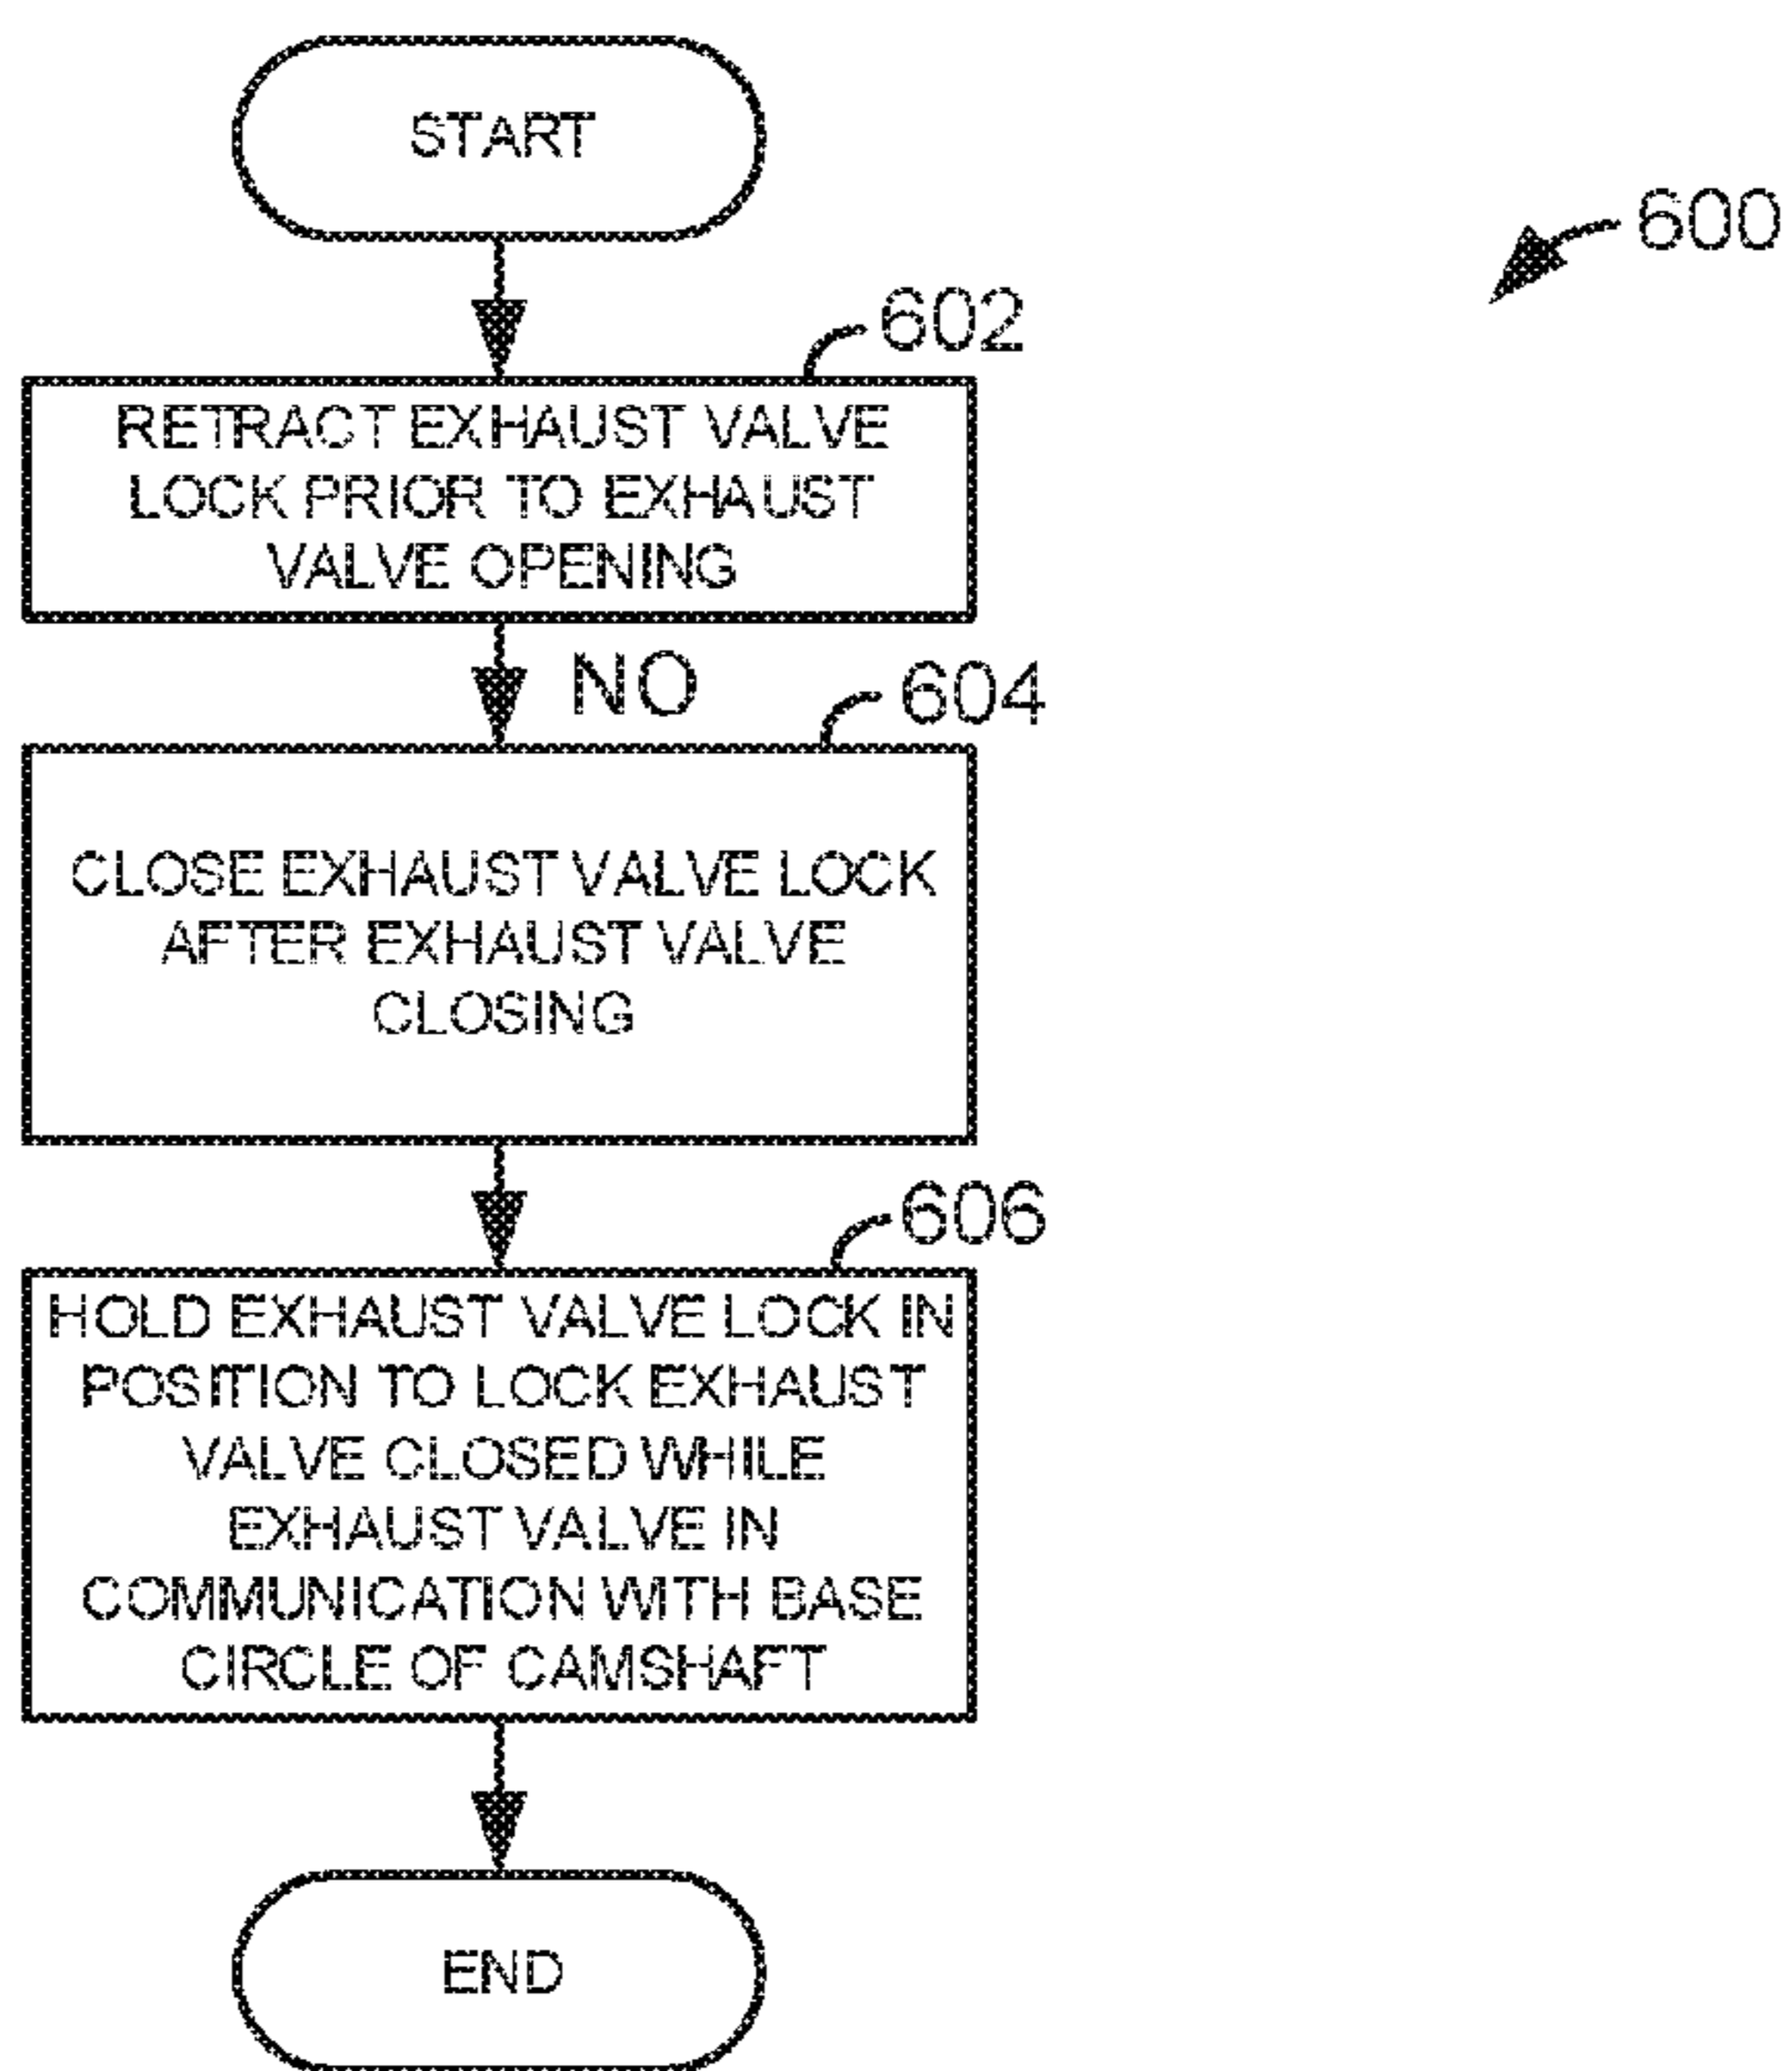 START
600
602
RETRACT EXHAUST VALVE
LOCK PRIOR TO EXHAUST
VALVE OPENING
NO
604
CLOSE EXHAUST VALVE LOCK
AFTER EXHAUST VALVE
CLOSING
606
HOLD EXHAUST VALVE LOCK IN
POSITION TO LOCK EXHAUST
VALVE CLOSED WHILE
EXHAUST VALVE IN
COMMUNICATION WITH BASE
CIRCLE OF CAMSHAFT
END